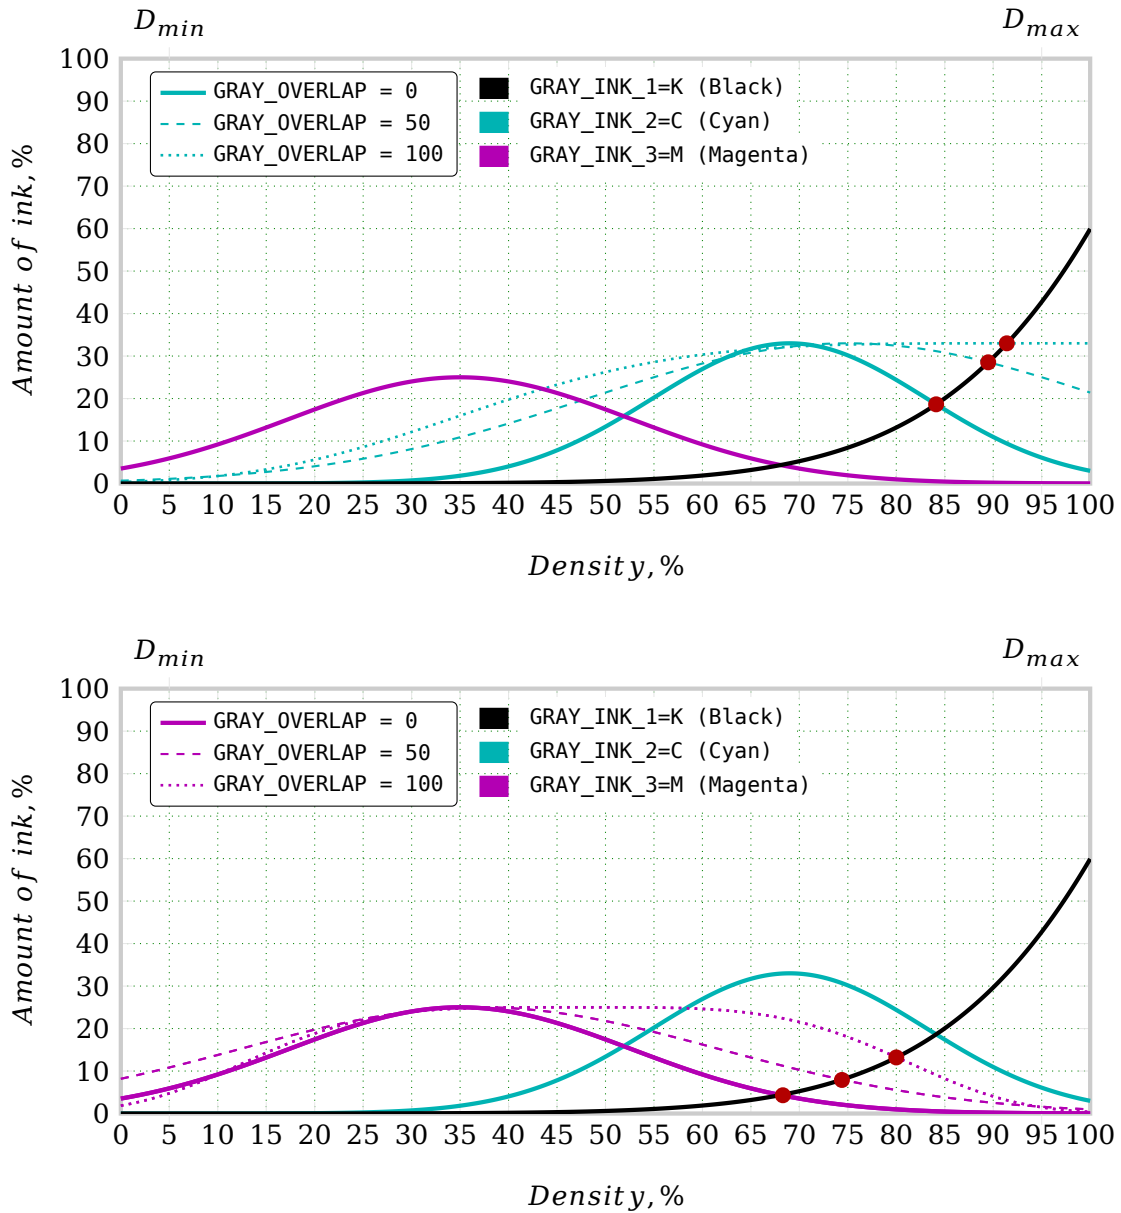 D_min D_max
100
90
80
70
60
50
40
30
20
10
0
Amount of ink, %
GRAY_OVERLAP = 0
GRAY_OVERLAP = 50
GRAY_OVERLAP = 100
GRAY_INK_1=K (Black)
GRAY_INK_2=C (Cyan)
GRAY_INK_3=M (Magenta)
0 5 10 15 20 25 30 35 40 45 50 55 60 65 70 75 80 85 90 95 100
Density, %
D_min D_max
100
90
80
70
60
50
40
30
20
10
0
Amount of ink, %
GRAY_OVERLAP = 0
GRAY_OVERLAP = 50
GRAY_OVERLAP = 100
GRAY_INK_1=K (Black)
GRAY_INK_2=C (Cyan)
GRAY_INK_3=M (Magenta)
0 5 10 15 20 25 30 35 40 45 50 55 60 65 70 75 80 85 90 95 100
Density, %